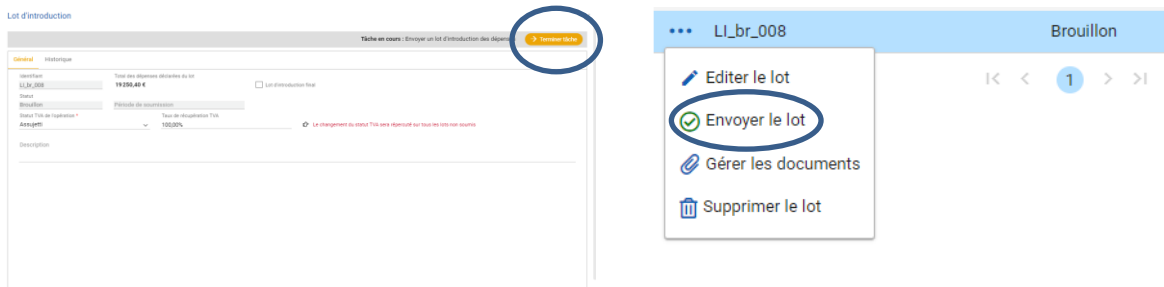 Lot d'introduction
Tâche en cours : Envoyer un lot d'introduction des dépenses
Terminer tâche
Général Historique
Identifiant
LI_br_008
Total des dépenses déclarées du lot
19 250,40 €
Lot d'introduction final
Statut
Brouillon
Période de soumission
Statut TVA de l'opération *
Assujetti
Taux de récupération TVA
100,00%
Le changement du statut TVA sera répercuté sur tous les lots non soumis
Description
LI_br_008 Brouillon
Editer le lot
Envoyer le lot
Gérer les documents
Supprimer le lot
1